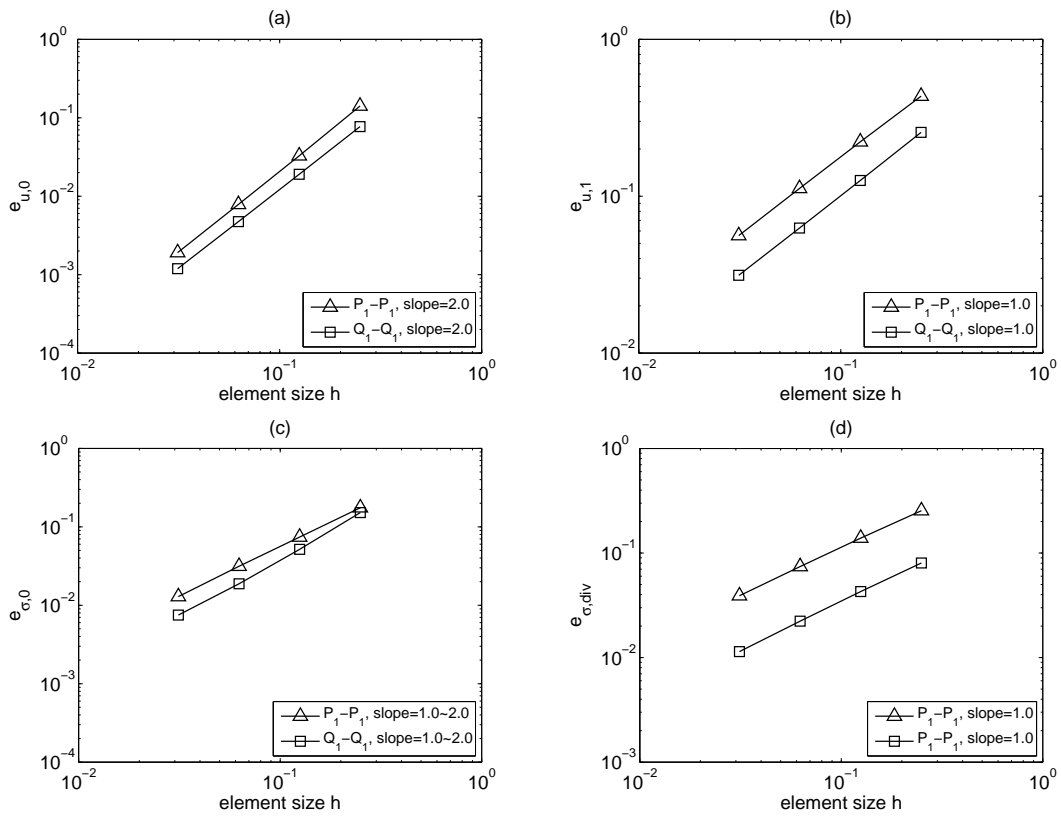 (a)
10^0
10^−1
10^−2
10^−3
10^−4
e_{u,0}
10^−2
10^−1
10^0
element size h
P_1−P_1, slope=2.0
Q_1−Q_1, slope=2.0
(b)
10^0
10^−1
10^−2
e_{u,1}
10^−2
10^−1
10^0
element size h
P_1−P_1, slope=1.0
Q_1−Q_1, slope=1.0
(c)
10^0
10^−1
10^−2
10^−3
10^−4
e_{σ,0}
10^−2
10^−1
10^0
element size h
P_1−P_1, slope=1.0~2.0
Q_1−Q_1, slope=1.0~2.0
(d)
10^0
10^−1
10^−2
10^−3
e_{σ,div}
10^−2
10^−1
10^0
element size h
P_1−P_1, slope=1.0
P_1−P_1, slope=1.0